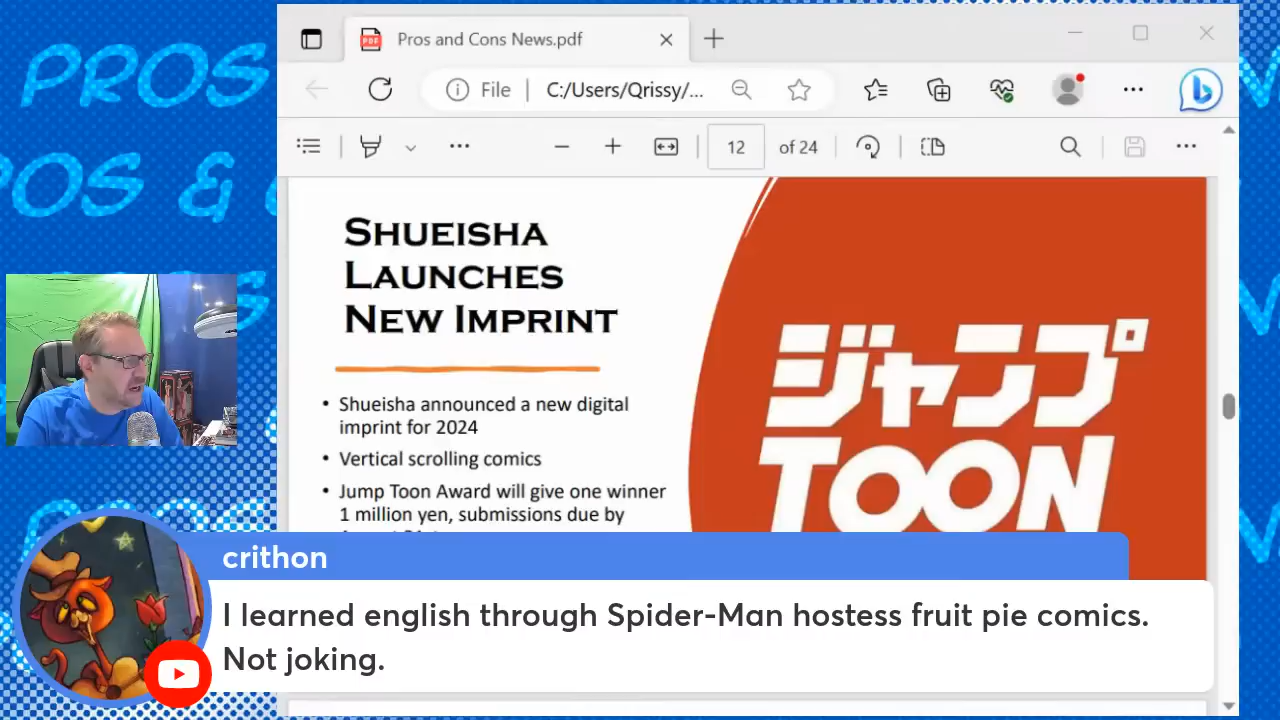 PROS
POS & C
Pros and Cons News.pdf
File
C:/Users/Qrissy/...
12 of 24
SHUEISHA
LAUNCHES
NEW IMPRINT
• Shueisha announced a new digital
imprint for 2024
• Vertical scrolling comics
• Jump Toon Award will give one winner
1 million yen, submissions due by
ジャンプ
TOON
crithon
I learned english through Spider-Man hostess fruit pie comics.
Not joking.